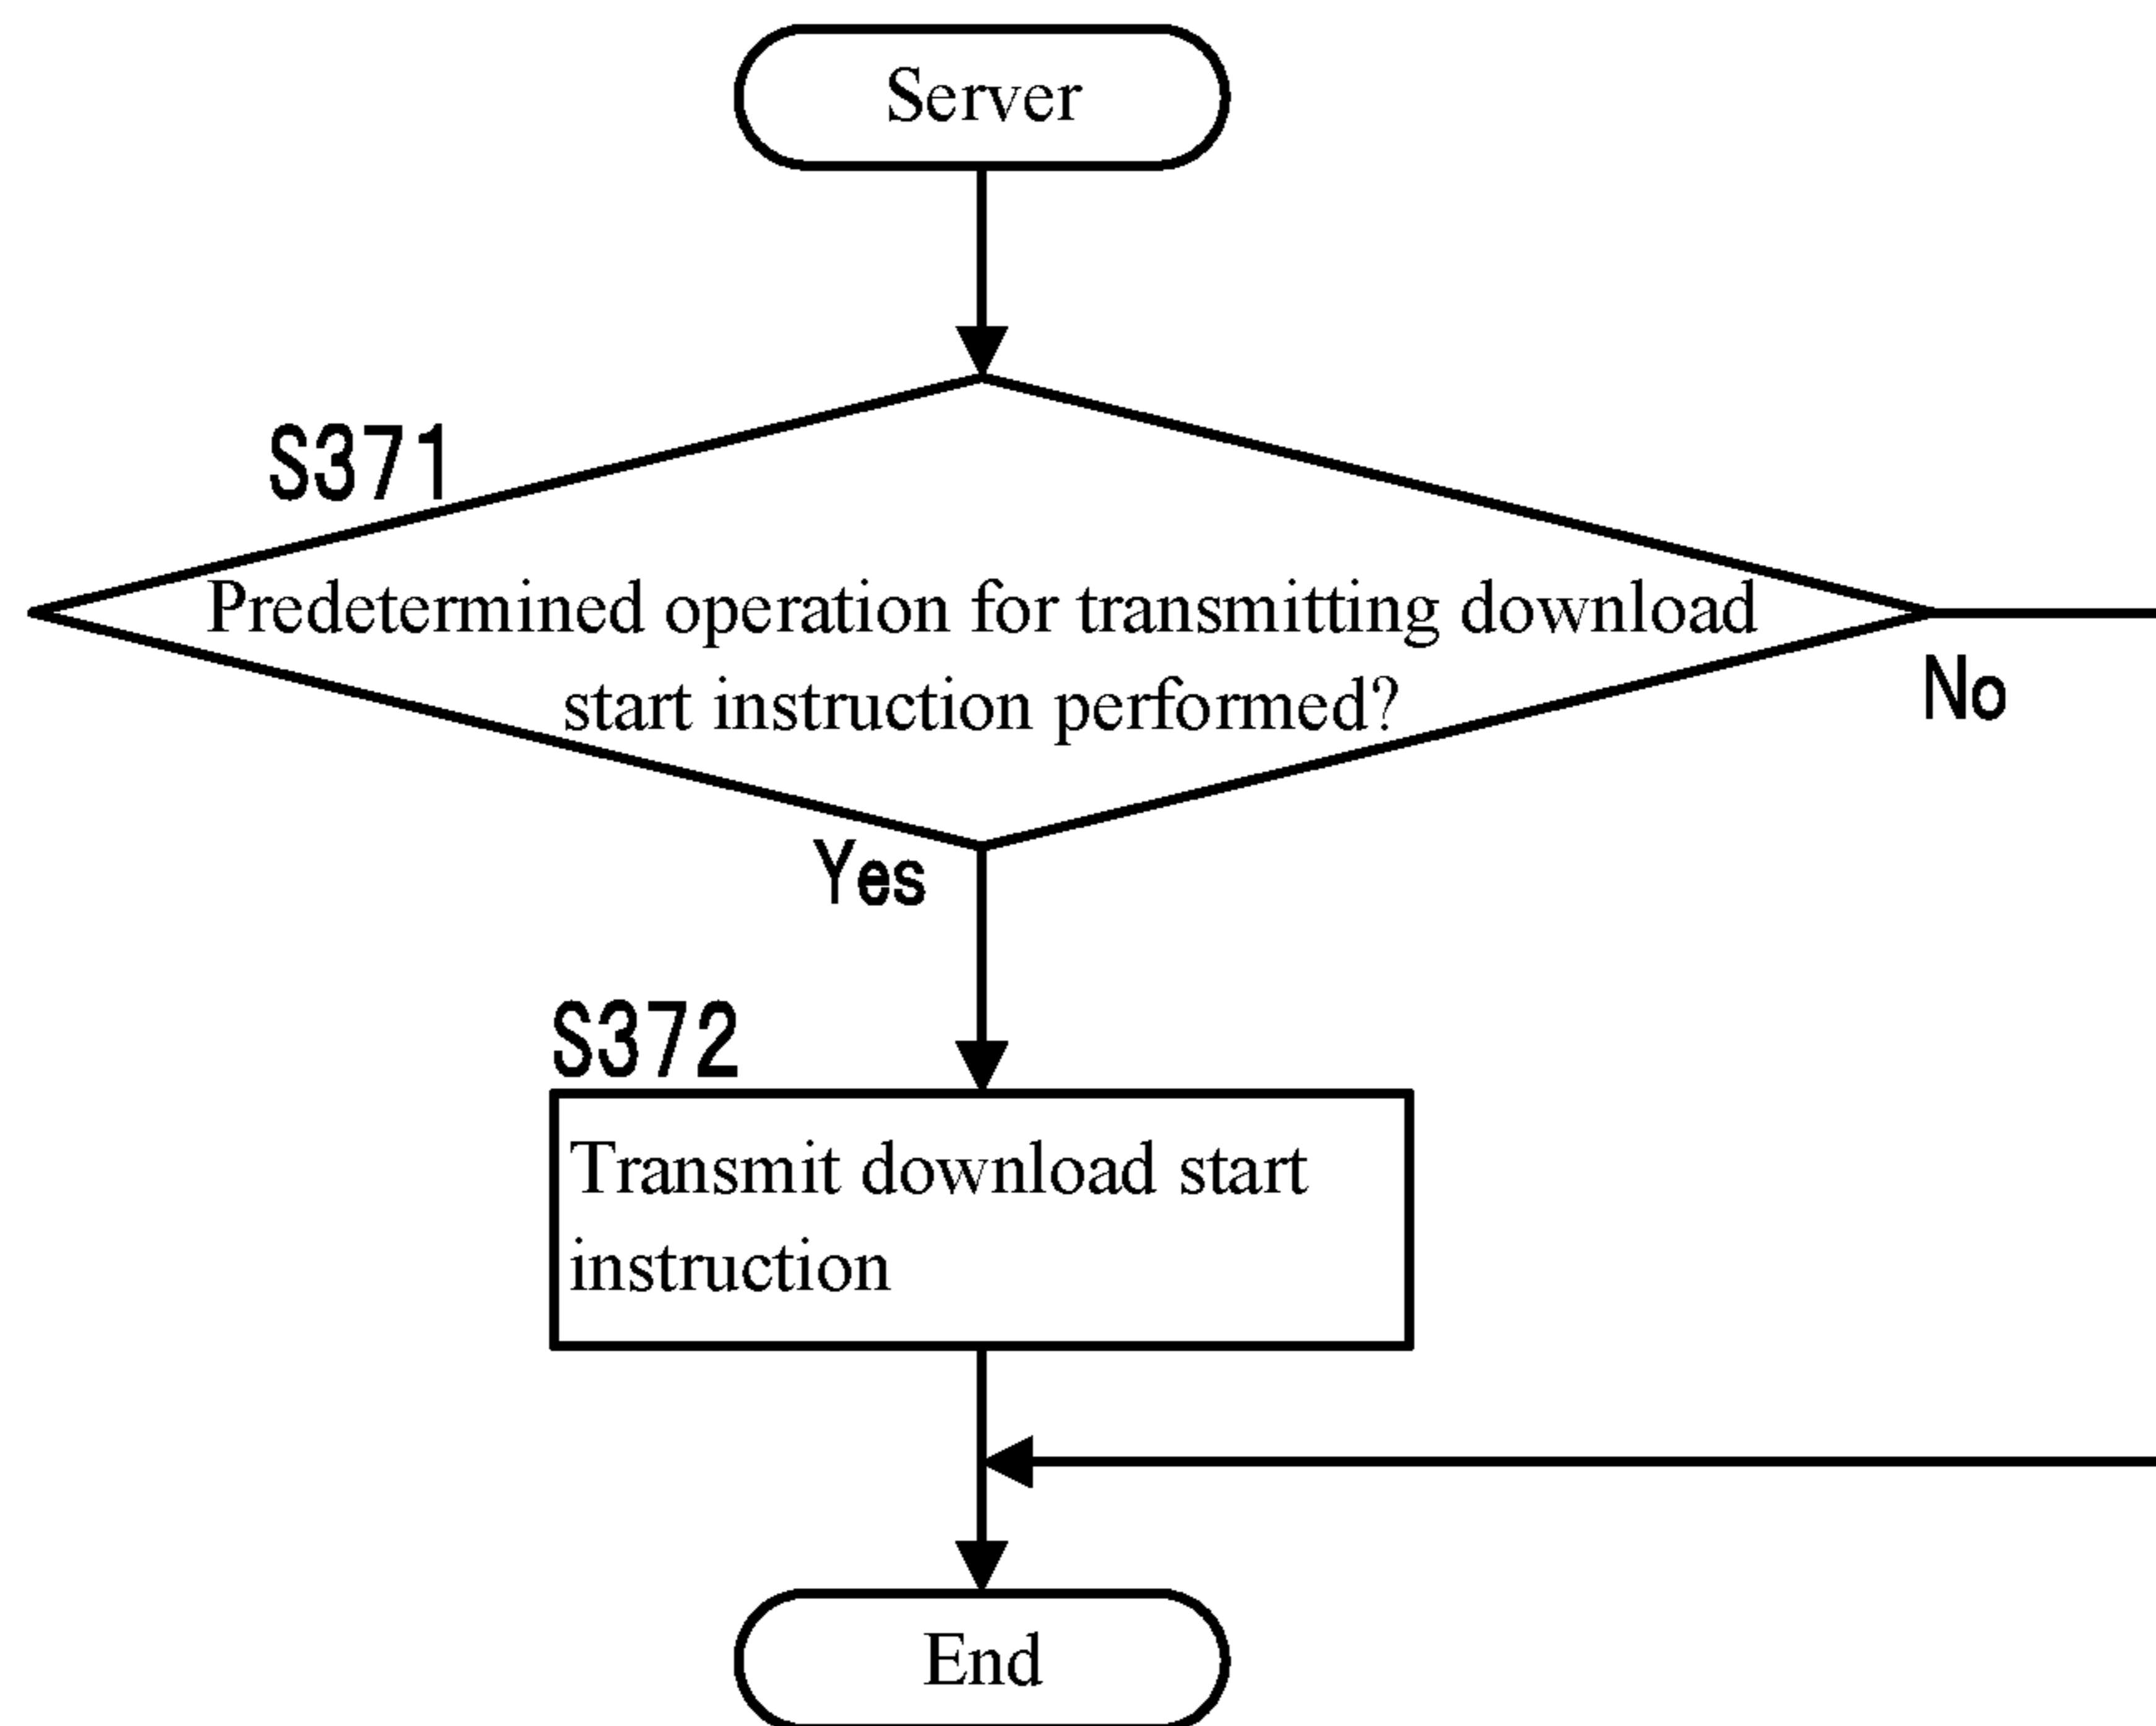 Server
S371
Predetermined operation for transmitting download
start instruction performed?
No
Yes
S372
Transmit download start
instruction
End